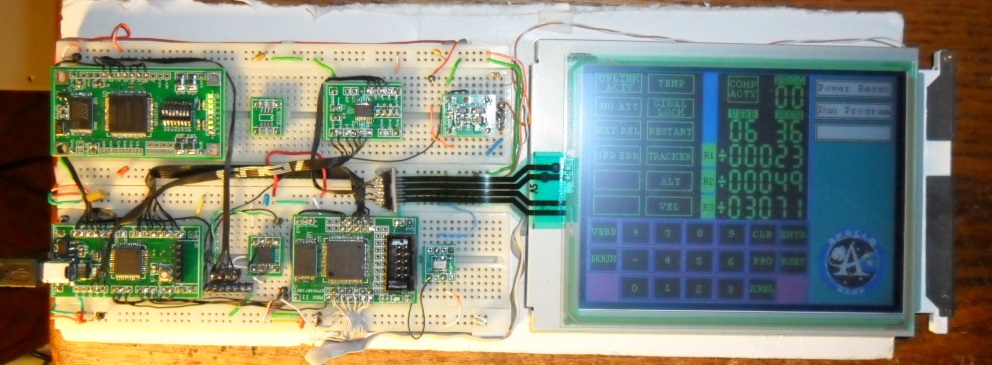 UPLINK ACTY
TEMP
COMP ACTY
PROG
00
NO ATT
GIBAL LOCK
VERB
NOUN
KEY REL
RESTART
06 36
OPR ERR
TRACKER
R1 +00023
ALT
R2 +00049
VEL
R3 +03071
Power Reset
Run Program
VERB + 7 8 9 CLR ENTR
NOUN - 4 5 6 PRO RSET
0 1 2 3 KREL
A